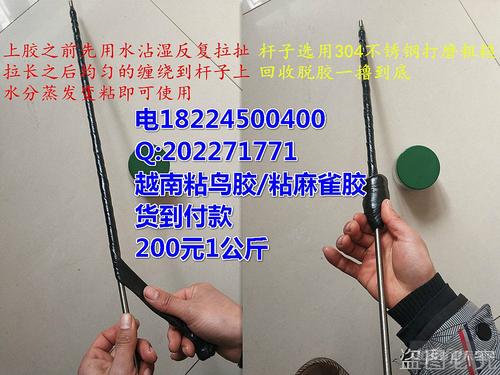 上胶之前先用水沾湿反复拉扯
拉长之后均匀的缠绕到杆子上
水分蒸发变粘即可使用
杆子选用304不锈钢打磨粗糙
回收脱胶一撸到底
电18224500400
Q:202271771
越南粘鸟胶/粘麻雀胶
货到付款
200元1公斤
盗图必究